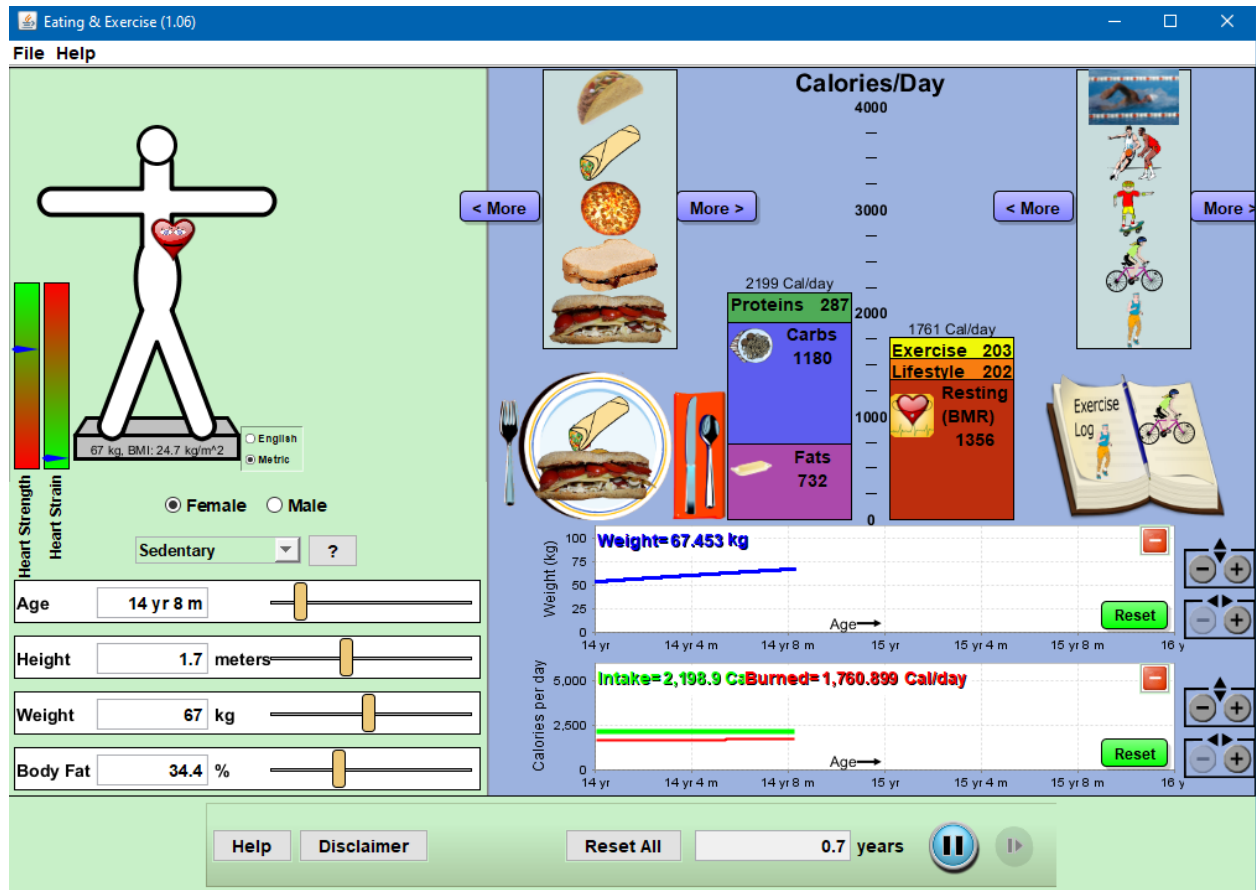 Eating & Exercise (1.06)
File Help
Calories/Day
4000
3000
2000
1000
0
< More
More >
< More
More >
2199 Cal/day
Proteins 287
Carbs
1180
Fats
732
1761 Cal/day
Exercise 203
Lifestyle 202
Resting
(BMR)
1356
Exercise
Log
67 kg, BMI: 24.7 kg/m^2
English
Metric
Heart Strength
Heart Strain
Female Male
Sedentary ?
Age 14 yr 8 m
Height 1.7 meters
Weight 67 kg
Body Fat 34.4 %
Weight (kg)
100
75
50
25
0
Weight= 67.453 kg
Age
Reset
14 yr 14 yr 4 m 14 yr 8 m 15 yr 15 yr 4 m 15 yr 8 m 16 y
Calories per day
5,000
2,500
0
Intake= 2,198.9 Ca
Burned= 1,760.899 Cal/day
Age
Reset
14 yr 14 yr 4 m 14 yr 8 m 15 yr 15 yr 4 m 15 yr 8 m 16 y
Help Disclaimer Reset All 0.7 years